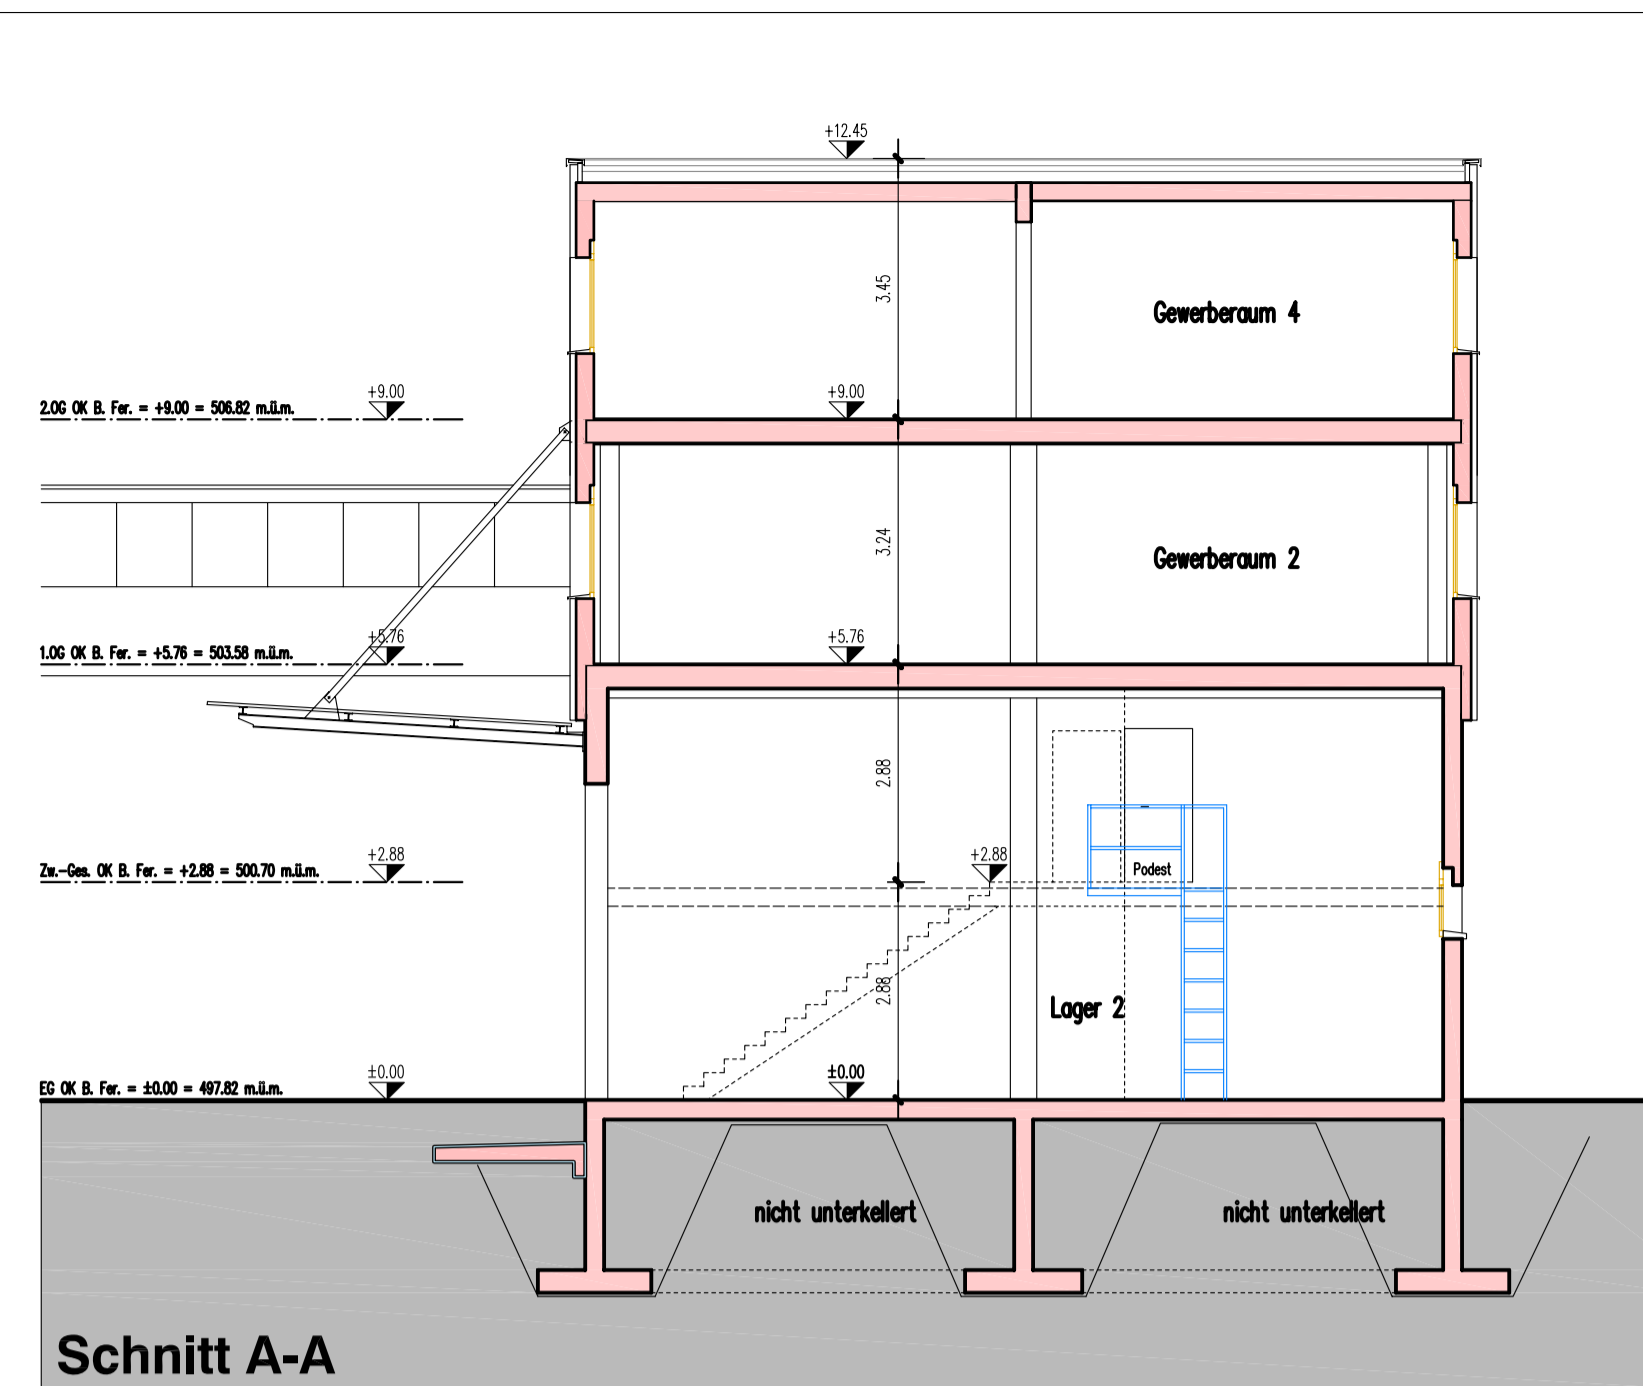 +12.45
3.45
Gewerberaum 4
2.OG OK B. Fer. = +9.00 = 506.82 m.ü.m.
+9.00
+9.00
3.24
Gewerberaum 2
1.OG OK B. Fer. = +5.76 = 503.58 m.ü.m.
+5.76
+5.76
2.88
Zw.-Ges. OK B. Fer. = +2.88 = 500.70 m.ü.m.
+2.88
+2.88
Podest
2.88
Lager 2
EG OK B. Fer. = ±0.00 = 497.82 m.ü.m.
±0.00
±0.00
nicht unterkellert
nicht unterkellert
Schnitt A-A